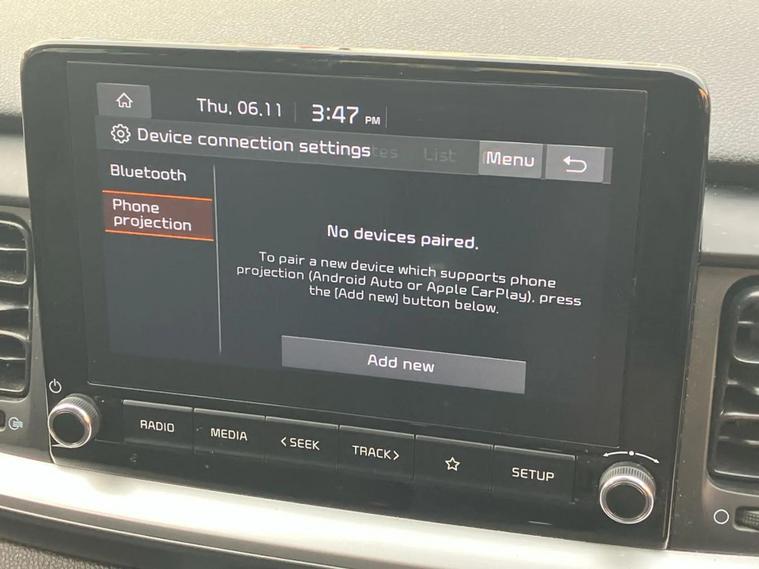 Thu, 06.11 3:47 PM
Device connection settings
List
Menu
Bluetooth
Phone
projection
No devices paired.
To pair a new device which supports phone
projection (Android Auto or Apple CarPlay), press
the [Add new] button below.
Add new
RADIO
MEDIA
< SEEK
TRACK >
SETUP